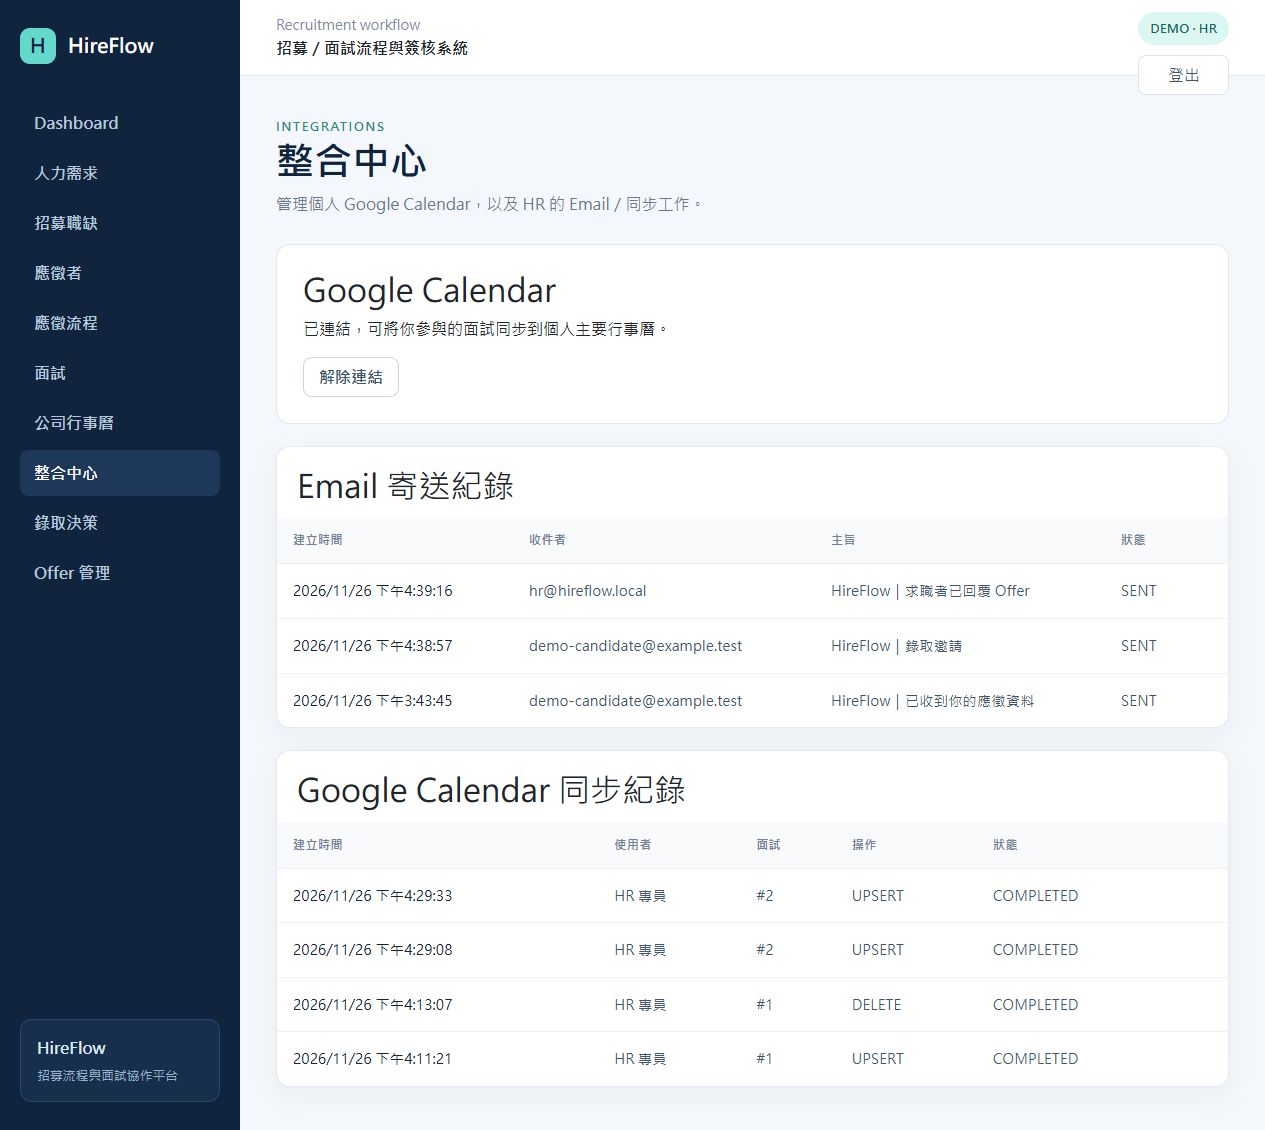 H HireFlow
Dashboard
人力需求
招募職缺
應徵者
應徵流程
面試
公司行事曆
整合中心
錄取決策
Offer 管理
HireFlow
招募流程與面試協作平台
Recruitment workflow
招募 / 面試流程與簽核系統
DEMO · HR
登出
INTEGRATIONS
整合中心
管理個人 Google Calendar，以及 HR 的 Email / 同步工作。
Google Calendar
已連結，可將你參與的面試同步到個人主要行事曆。
解除連結
Email 寄送紀錄
建立時間 收件者 主旨 狀態
2026/11/26 下午4:39:16 hr@hireflow.local HireFlow | 求職者已回覆 Offer SENT
2026/11/26 下午4:38:57 demo-candidate@example.test HireFlow | 錄取邀請 SENT
2026/11/26 下午3:43:45 demo-candidate@example.test HireFlow | 已收到你的應徵資料 SENT
Google Calendar 同步紀錄
建立時間 使用者 面試 操作 狀態
2026/11/26 下午4:29:33 HR 專員 #2 UPSERT COMPLETED
2026/11/26 下午4:29:08 HR 專員 #2 UPSERT COMPLETED
2026/11/26 下午4:13:07 HR 專員 #1 DELETE COMPLETED
2026/11/26 下午4:11:21 HR 專員 #1 UPSERT COMPLETED